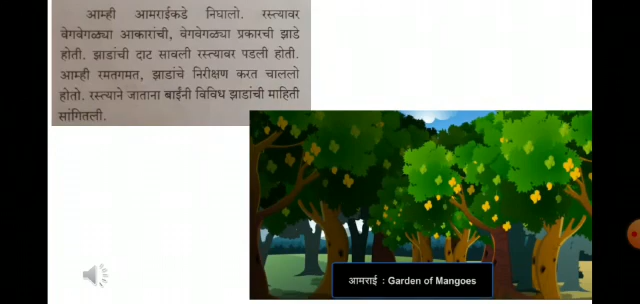 आम्ही आमराईकडे निघालो. रस्त्यावर
वेगवेगळ्या आकारांची, वेगवेगळ्या प्रकारची झाडे
होती. झाडांची दाट सावली रस्त्यावर पडली होती.
आम्ही रमतगमत, झाडांचे निरीक्षण करत चाललो
होतो. रस्त्याने जाताना बाईंनी विविध झाडांची माहिती
सांगितली.
आमराई : Garden of Mangoes